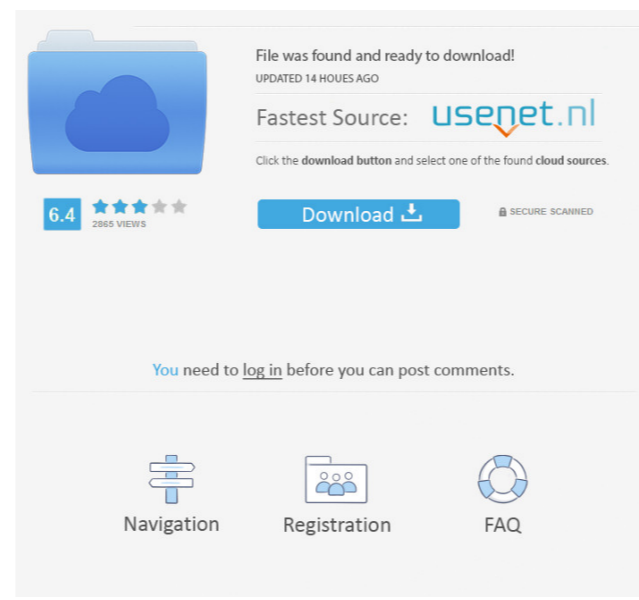 File was found and ready to download!
UPDATED 14 HOUES AGO
Fastest Source: usenet.nl
Click the download button and select one of the found cloud sources.
6.4
2865 VIEWS
Download
SECURE SCANNED
You need to log in before you can post comments.
Navigation
Registration
FAQ